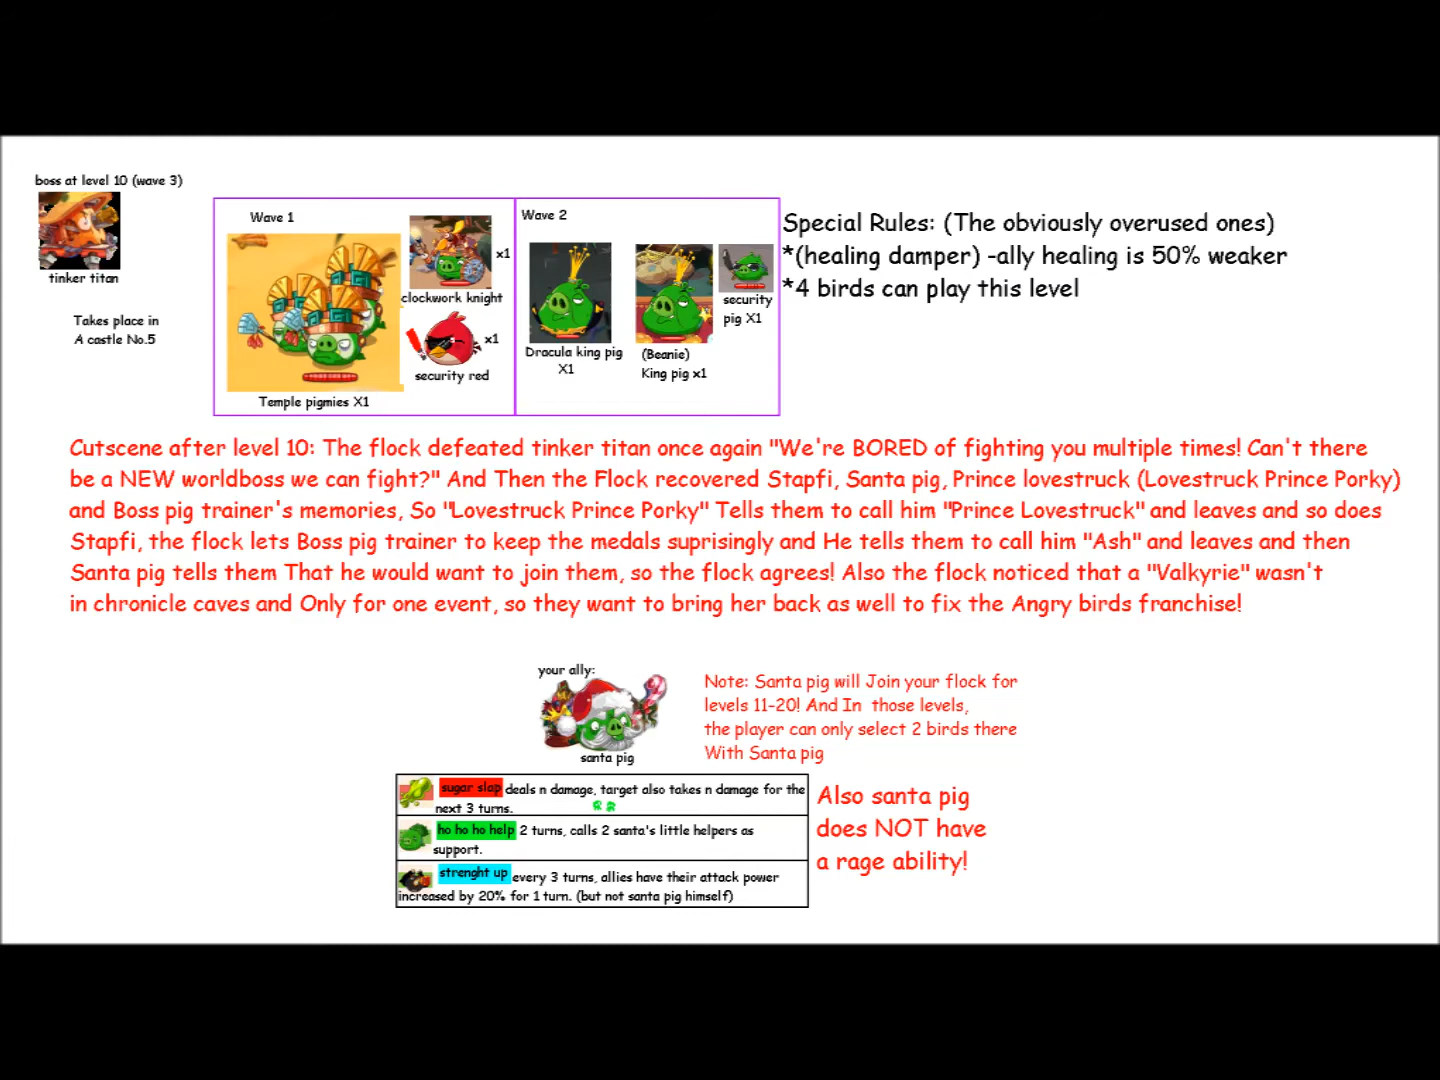 boss at level 10 (wave 3)
tinker titan
Takes place in
A castle No.5
Wave 1
x1
clockwork knight
x1
security red
Temple pigmies X1
Wave 2
Dracula king pig
X1
(Beanie)
King pig x1
security
pig X1
Special Rules: (The obviously overused ones)
*(healing damper) -ally healing is 50% weaker
*4 birds can play this level
Cutscene after level 10: The flock defeated tinker titan once again "We're BORED of fighting you multiple times! Can't there
be a NEW worldboss we can fight?" And Then the Flock recovered Stapfi, Santa pig, Prince lovestruck (Lovestruck Prince Porky)
and Boss pig trainer's memories, So "Lovestruck Prince Porky" Tells them to call him "Prince Lovestruck" and leaves and so does
Stapfi, the flock lets Boss pig trainer to keep the medals suprisingly and He tells them to call him "Ash" and leaves and then
Santa pig tells them That he would want to join them, so the flock agrees! Also the flock noticed that a "Valkyrie" wasn't
in chronicle caves and Only for one event, so they want to bring her back as well to fix the Angry birds franchise!
your ally:
santa pig
Note: Santa pig will Join your flock for
levels 11-20! And In those levels,
the player can only select 2 birds there
With Santa pig
sugar slap deals n damage, target also takes n damage for the
next 3 turns.
ho ho ho help 2 turns, calls 2 santa's little helpers as
support.
strenght up every 3 turns, allies have their attack power
increased by 20% for 1 turn. (but not santa pig himself)
Also santa pig
does NOT have
a rage ability!